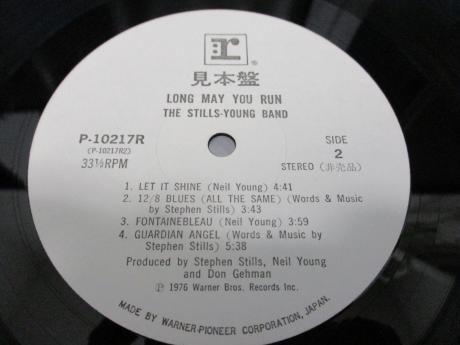 r ®
見本盤
LONG MAY YOU RUN
THE STILLS-YOUNG BAND
P-10217R
(P-10217R2)
33⅓RPM
SIDE
2
STEREO (非売品)
1. LET IT SHINE (Neil Young) 4:41
2. 12/8 BLUES (ALL THE SAME) (Words & Music
by Stephen Stills) 3:43
3. FONTAINEBLEAU (Neil Young) 3:59
4. GUARDIAN ANGEL (Words & Music by
Stephen Stills) 5:38
Produced by Stephen Stills, Neil Young
and Don Gehman
℗ 1976 Warner Bros. Records Inc.
MADE BY WARNER-PIONEER CORPORATION, JAPAN.